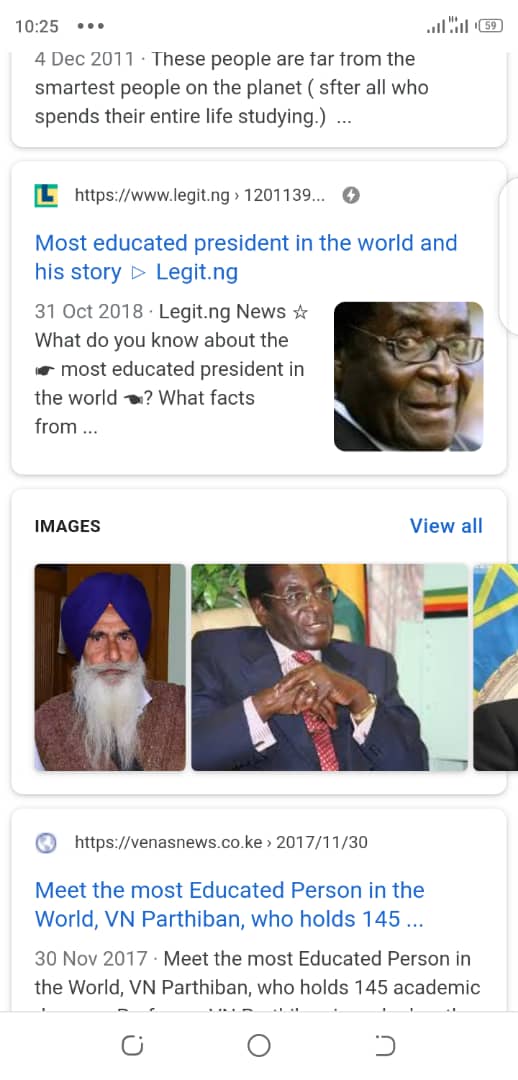 10:25 •••
59
4 Dec 2011 · These people are far from the
smartest people on the planet ( sfter all who
spends their entire life studying.) ...
https://www.legit.ng › 1201139...
Most educated president in the world and
his story ▷ Legit.ng
31 Oct 2018 · Legit.ng News ☆
What do you know about the
☛ most educated president in
the world ☚? What facts
from ...
IMAGES
View all
https://venasnews.co.ke › 2017/11/30
Meet the most Educated Person in the
World, VN Parthiban, who holds 145 ...
30 Nov 2017 · Meet the most Educated Person in
the World, VN Parthiban, who holds 145 academic